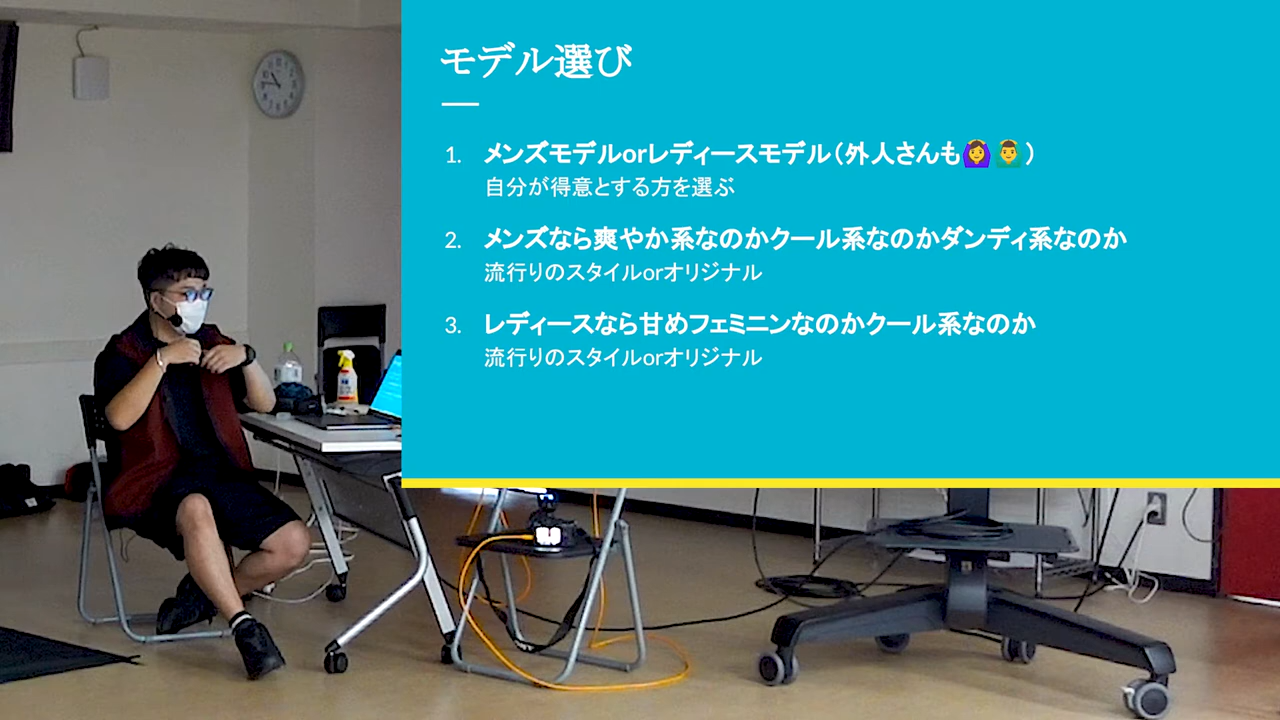 モデル選び
1. メンズモデルorレディースモデル（外人さんも🙆‍♀️🙆‍♂️）
自分が得意とする方を選ぶ
2. メンズなら爽やか系なのかクール系なのかダンディ系なのか
流行りのスタイルorオリジナル
3. レディースなら甘めフェミニンなのかクール系なのか
流行りのスタイルorオリジナル